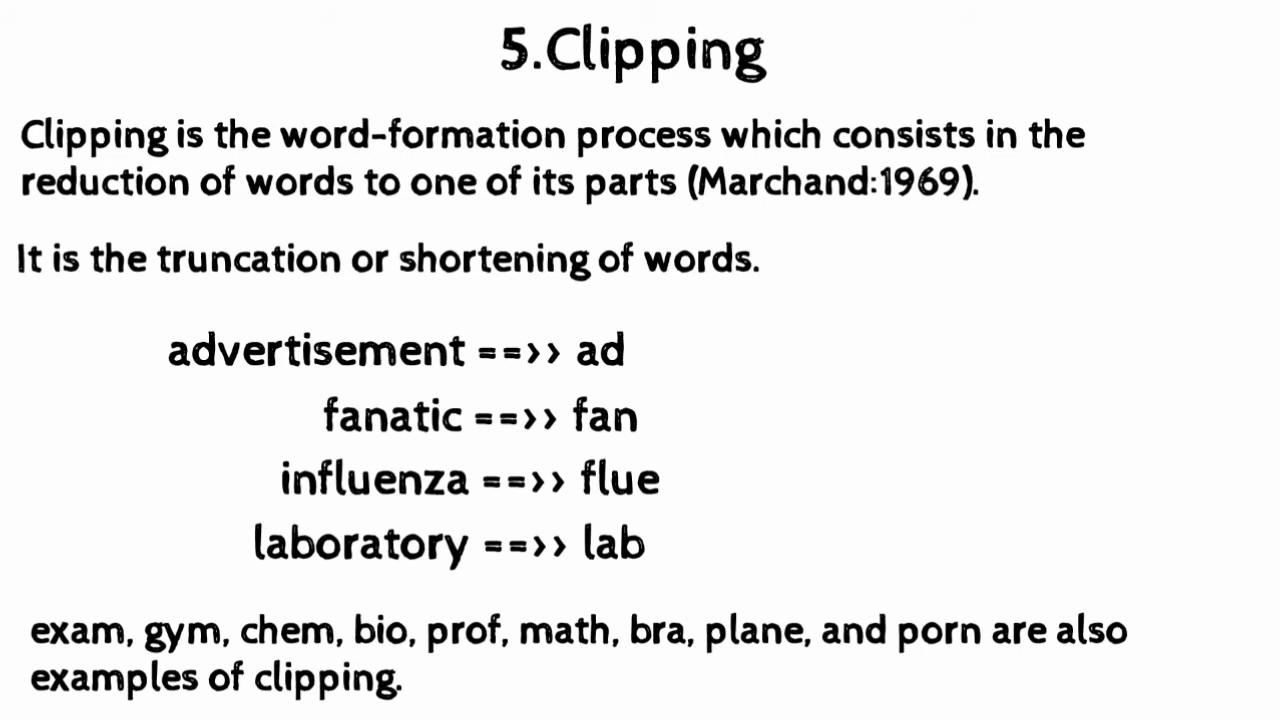 5.Clipping
Clipping is the word-formation process which consists in the
reduction of words to one of its parts (Marchand:1969).
It is the truncation or shortening of words.
advertisement ==>> ad
fanatic ==>> fan
influenza ==>> flue
laboratory ==>> lab
exam, gym, chem, bio, prof, math, bra, plane, and porn are also
examples of clipping.